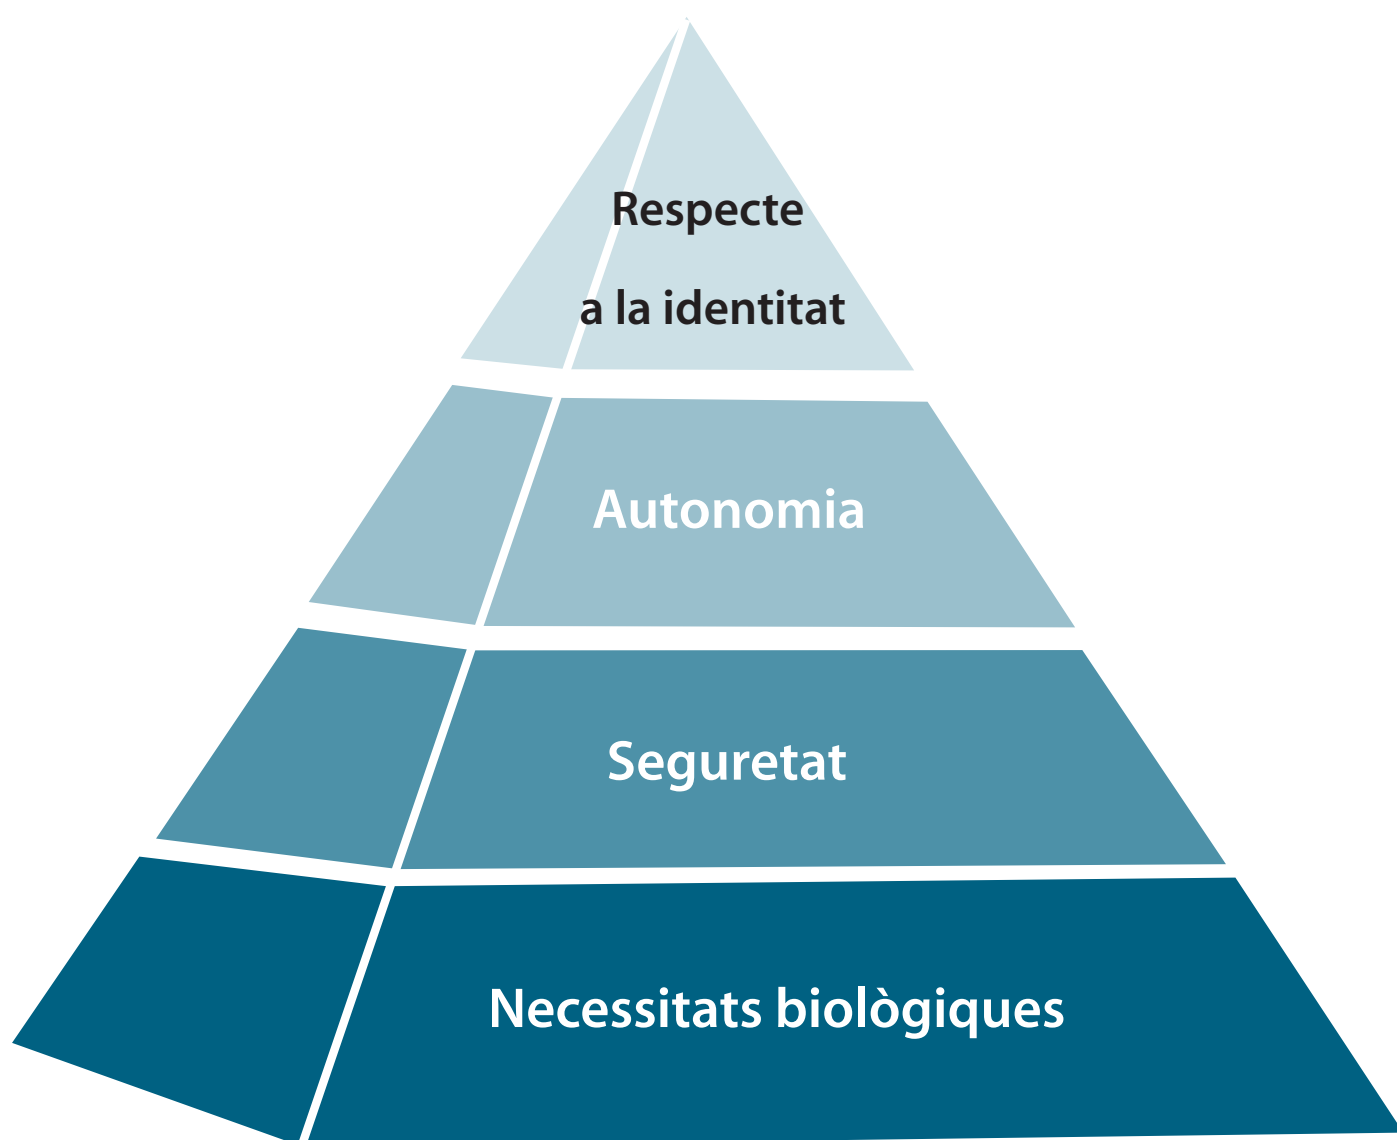 Respecte
a la identitat
Autonomia
Seguretat
Necessitats biològiques